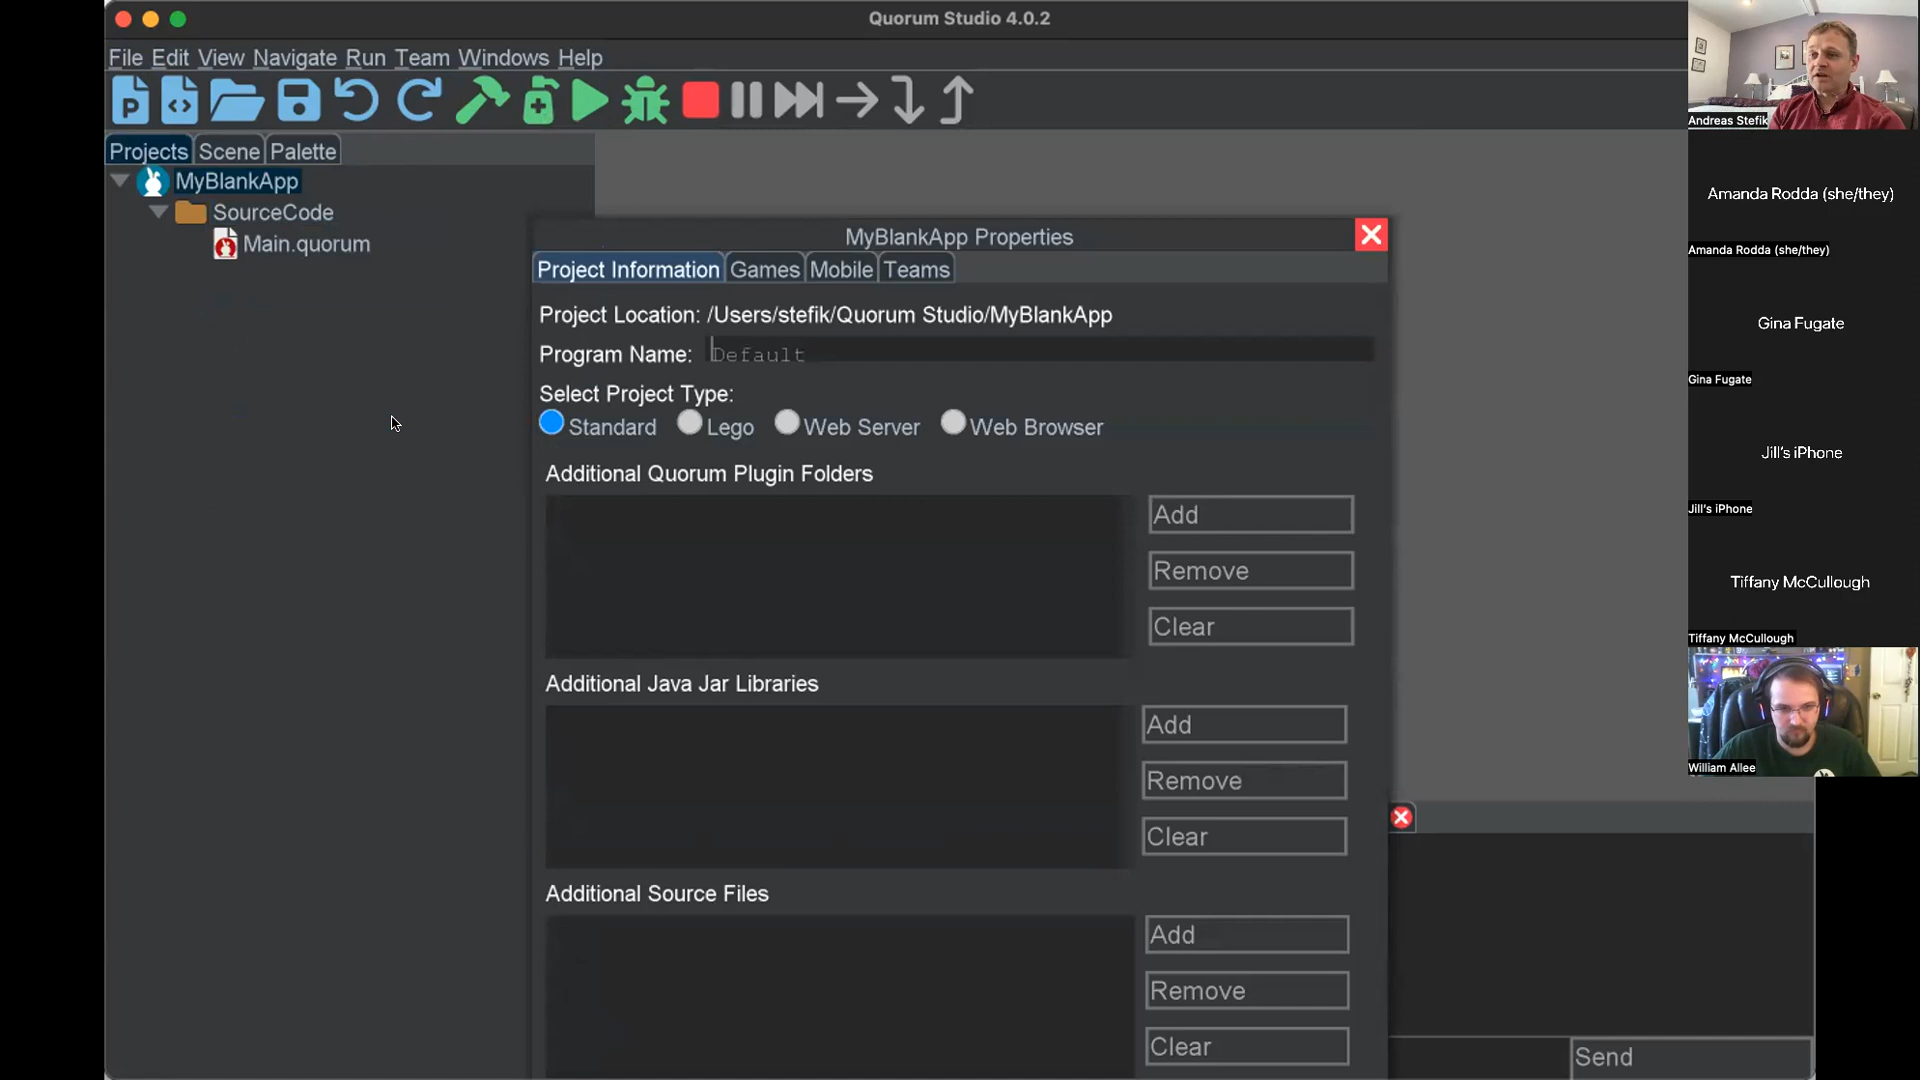 Quorum Studio 4.0.2
File Edit View Navigate Run Team Windows Help
Projects Scene Palette
MyBlankApp
SourceCode
Main.quorum
MyBlankApp Properties
Project Information Games Mobile Teams
Project Location: /Users/stefik/Quorum Studio/MyBlankApp
Program Name: Default
Select Project Type:
Standard Lego Web Server Web Browser
Additional Quorum Plugin Folders
Add
Remove
Clear
Additional Java Jar Libraries
Add
Remove
Clear
Additional Source Files
Add
Remove
Clear
Send
Andreas Stefik
Amanda Rodda (she/they)
Amanda Rodda (she/they)
Gina Fugate
Gina Fugate
Jill's iPhone
Jill's iPhone
Tiffany McCullough
Tiffany McCullough
William Allee